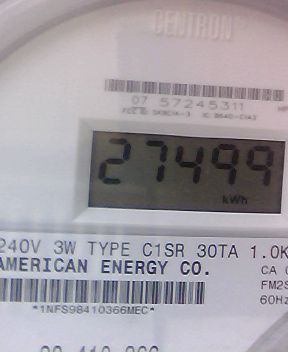 CENTRON
07 57245311
27499
kWh
240V 3W TYPE C1SR 30TA 1.0K
AMERICAN ENERGY CO.
CA
FM2S
60Hz
*1NFS98410366MEC*